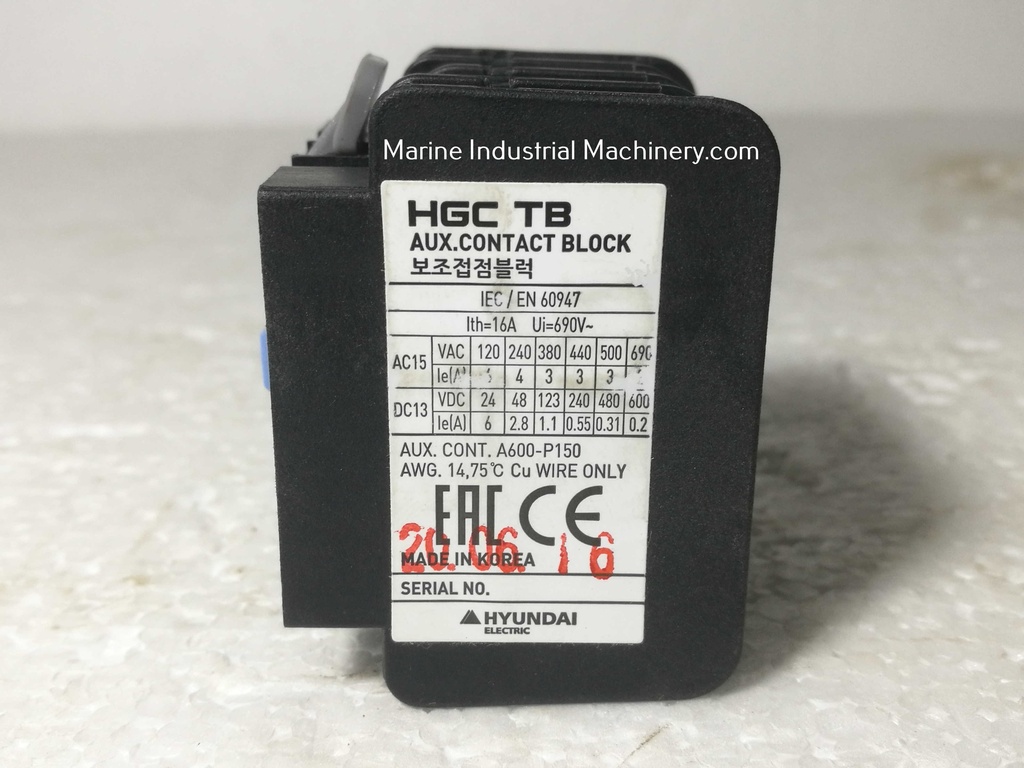 Marine Industrial Machinery.com
HGC TB
AUX.CONTACT BLOCK
보조접점블럭
IEC / EN 60947
Ith=16A Ui=690V~
AC15 VAC 120 240 380 440 500 690
Ie(A) 4 3 3 3
DC13 VDC 24 48 123 240 480 600
Ie(A) 6 2.8 1.1 0.55 0.31 0.2
AUX. CONT. A600-P150
AWG. 14,75℃ Cu WIRE ONLY
EAC CE
20.06.16
MADE IN KOREA
SERIAL NO.
HYUNDAI
ELECTRIC